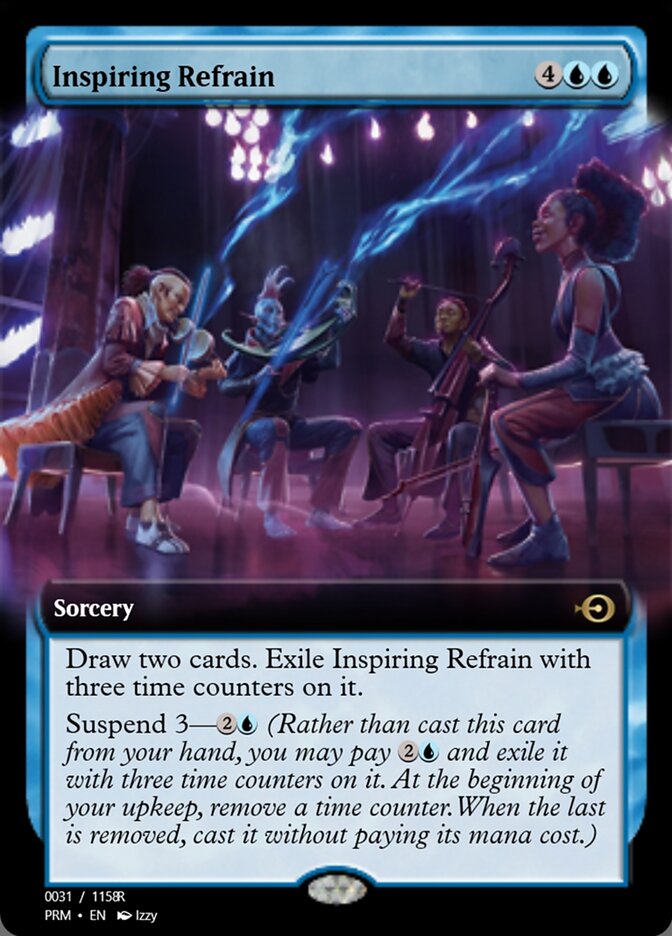 Inspiring Refrain 4
Sorcery
Draw two cards. Exile Inspiring Refrain with
three time counters on it.
Suspend 3—2 (Rather than cast this card
from your hand, you may pay 2 and exile it
with three time counters on it. At the beginning of
your upkeep, remove a time counter. When the last
is removed, cast it without paying its mana cost.)
0031 / 1158R
PRM • EN Izzy